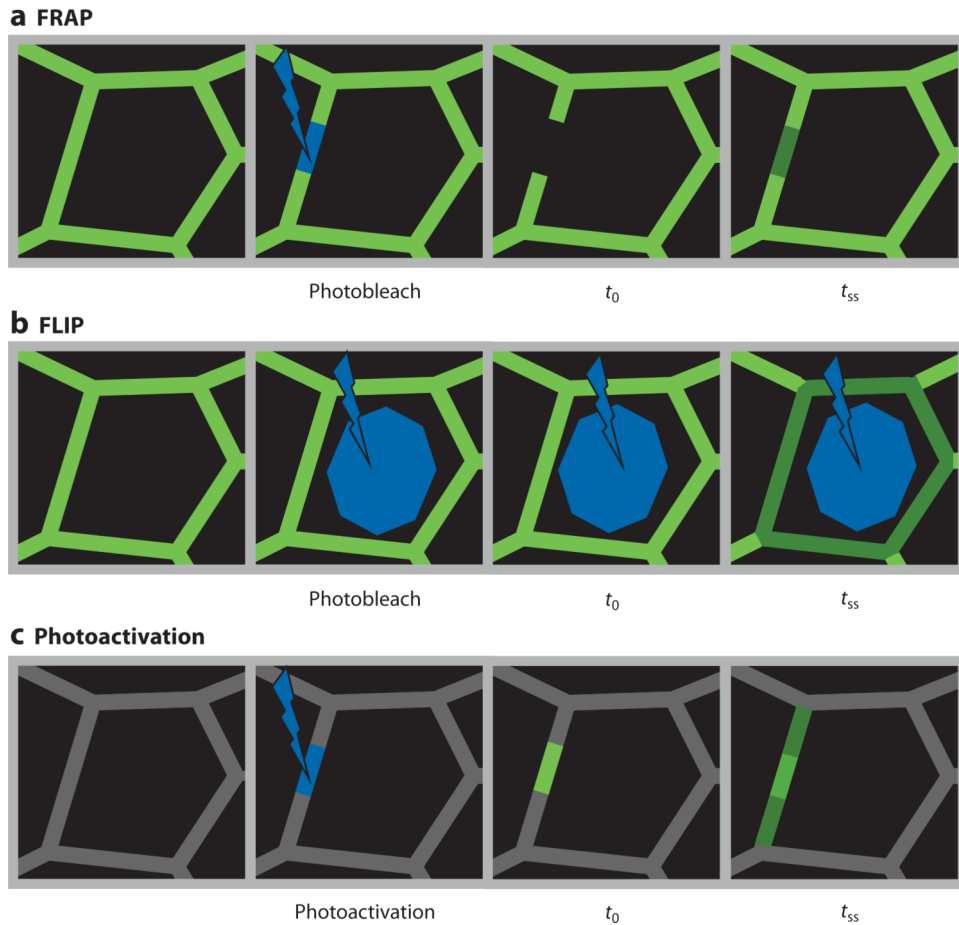 a FRAP
Photobleach t0 tss
b FLIP
Photobleach t0 tss
c Photoactivation
Photoactivation t0 tss